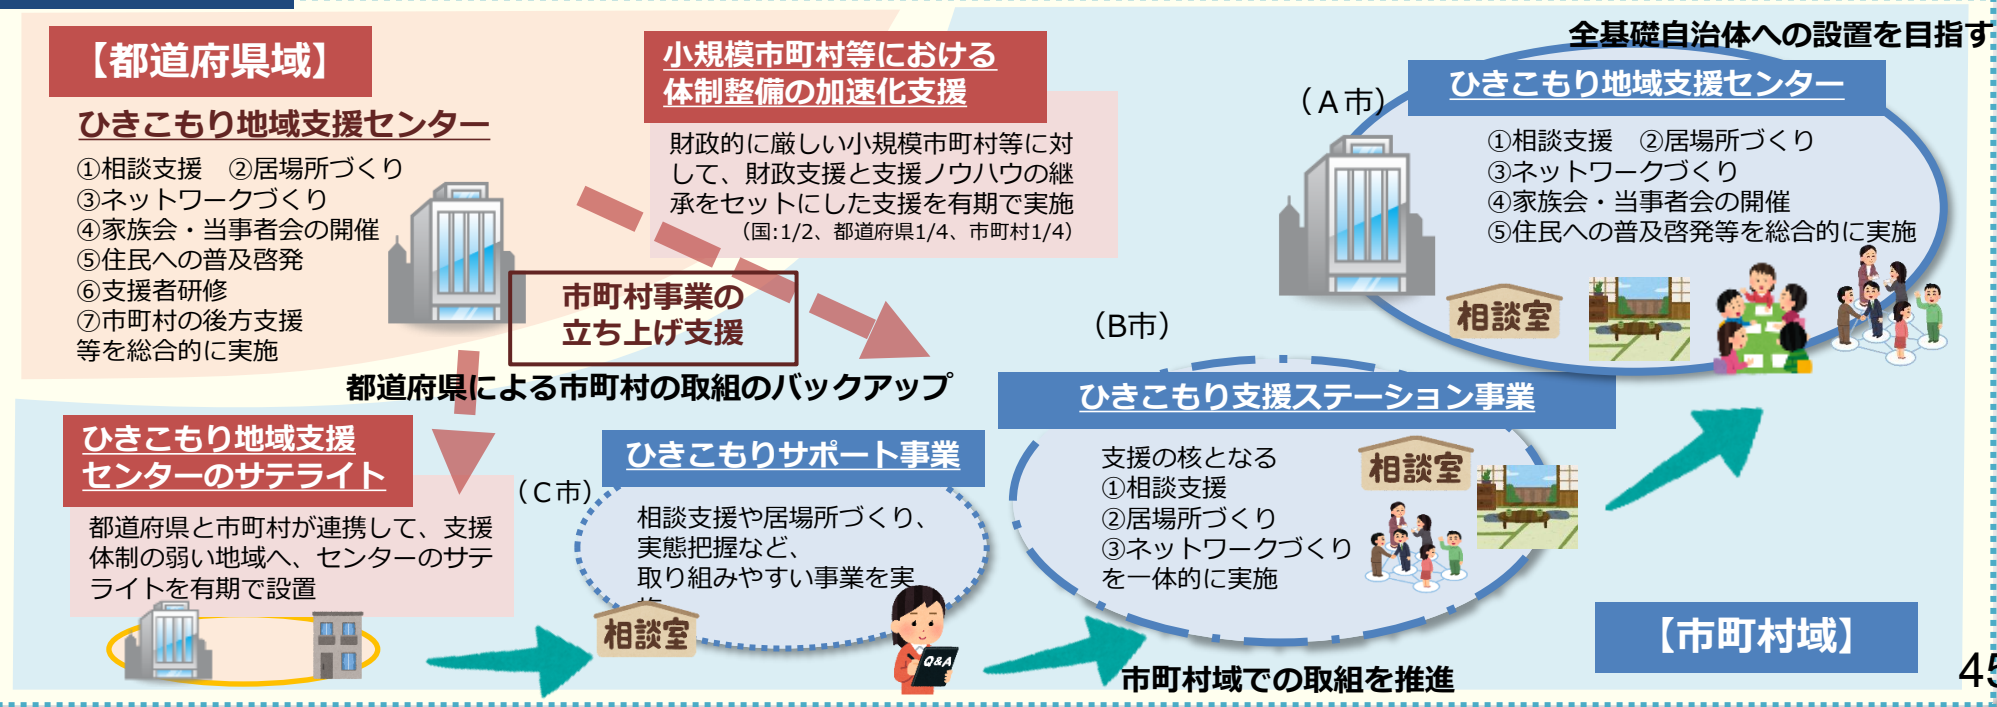 【都道府県域】
ひきこもり地域支援センター
①相談支援　②居場所づくり
③ネットワークづくり
④家族会・当事者会の開催
⑤住民への普及啓発
⑥支援者研修
⑦市町村の後方支援
等を総合的に実施
小規模市町村等における
体制整備の加速化支援
財政的に厳しい小規模市町村等に対
して、財政支援と支援ノウハウの継
承をセットにした支援を有期で実施
（国:1/2、都道府県1/4、市町村1/4）
市町村事業の
立ち上げ支援
都道府県による市町村の取組のバックアップ
全基礎自治体への設置を目指す
（Ａ市）
ひきこもり地域支援センター
①相談支援　②居場所づくり
③ネットワークづくり
④家族会・当事者会の開催
⑤住民への普及啓発等を総合的に実施
相談室
（B市）
ひきこもり支援ステーション事業
支援の核となる
①相談支援
②居場所づくり
③ネットワークづくり
を一体的に実施
相談室
ひきこもり地域支援
センターのサテライト
都道府県と市町村が連携して、支援
体制の弱い地域へ、センターのサテ
ライトを有期で設置
（Ｃ市）
ひきこもりサポート事業
相談支援や居場所づくり、
実態把握など、
取り組みやすい事業を実
相談室
Q&A
市町村域での取組を推進
【市町村域】
45